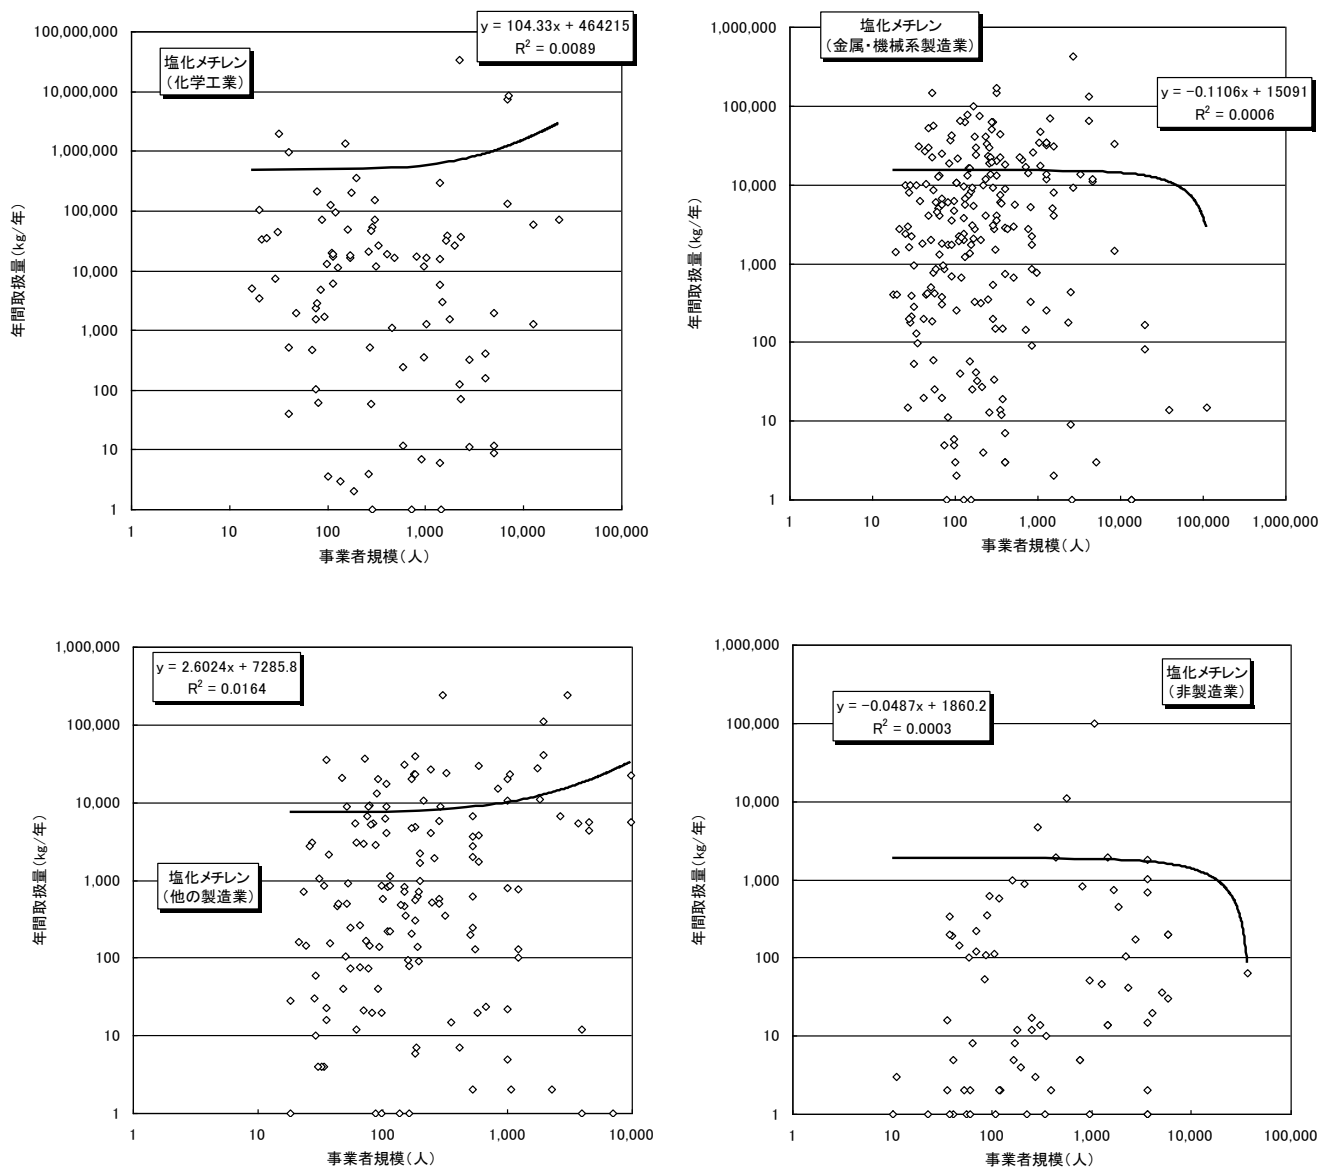 y = 104.33x + 464215
R² = 0.0089
塩化メチレン
（化学工業）
100,000,000
10,000,000
1,000,000
100,000
10,000
1,000
100
10
1
年間取扱量（kg/年）
1
10
100
1,000
10,000
100,000
事業者規模（人）
塩化メチレン
（金属・機械系製造業）
y = −0.1106x + 15091
R² = 0.0006
1,000,000
100,000
10,000
1,000
100
10
1
年間取扱量（kg/年）
1
10
100
1,000
10,000
100,000
1,000,000
事業者規模（人）
y = 2.6024x + 7285.8
R² = 0.0164
塩化メチレン
（他の製造業）
1,000,000
100,000
10,000
1,000
100
10
1
年間取扱量（kg/年）
1
10
100
1,000
10,000
事業者規模（人）
塩化メチレン
（非製造業）
y = −0.0487x + 1860.2
R² = 0.0003
1,000,000
100,000
10,000
1,000
100
10
1
年間取扱量（kg/年）
1
10
100
1,000
10,000
100,000
事業者規模（人）